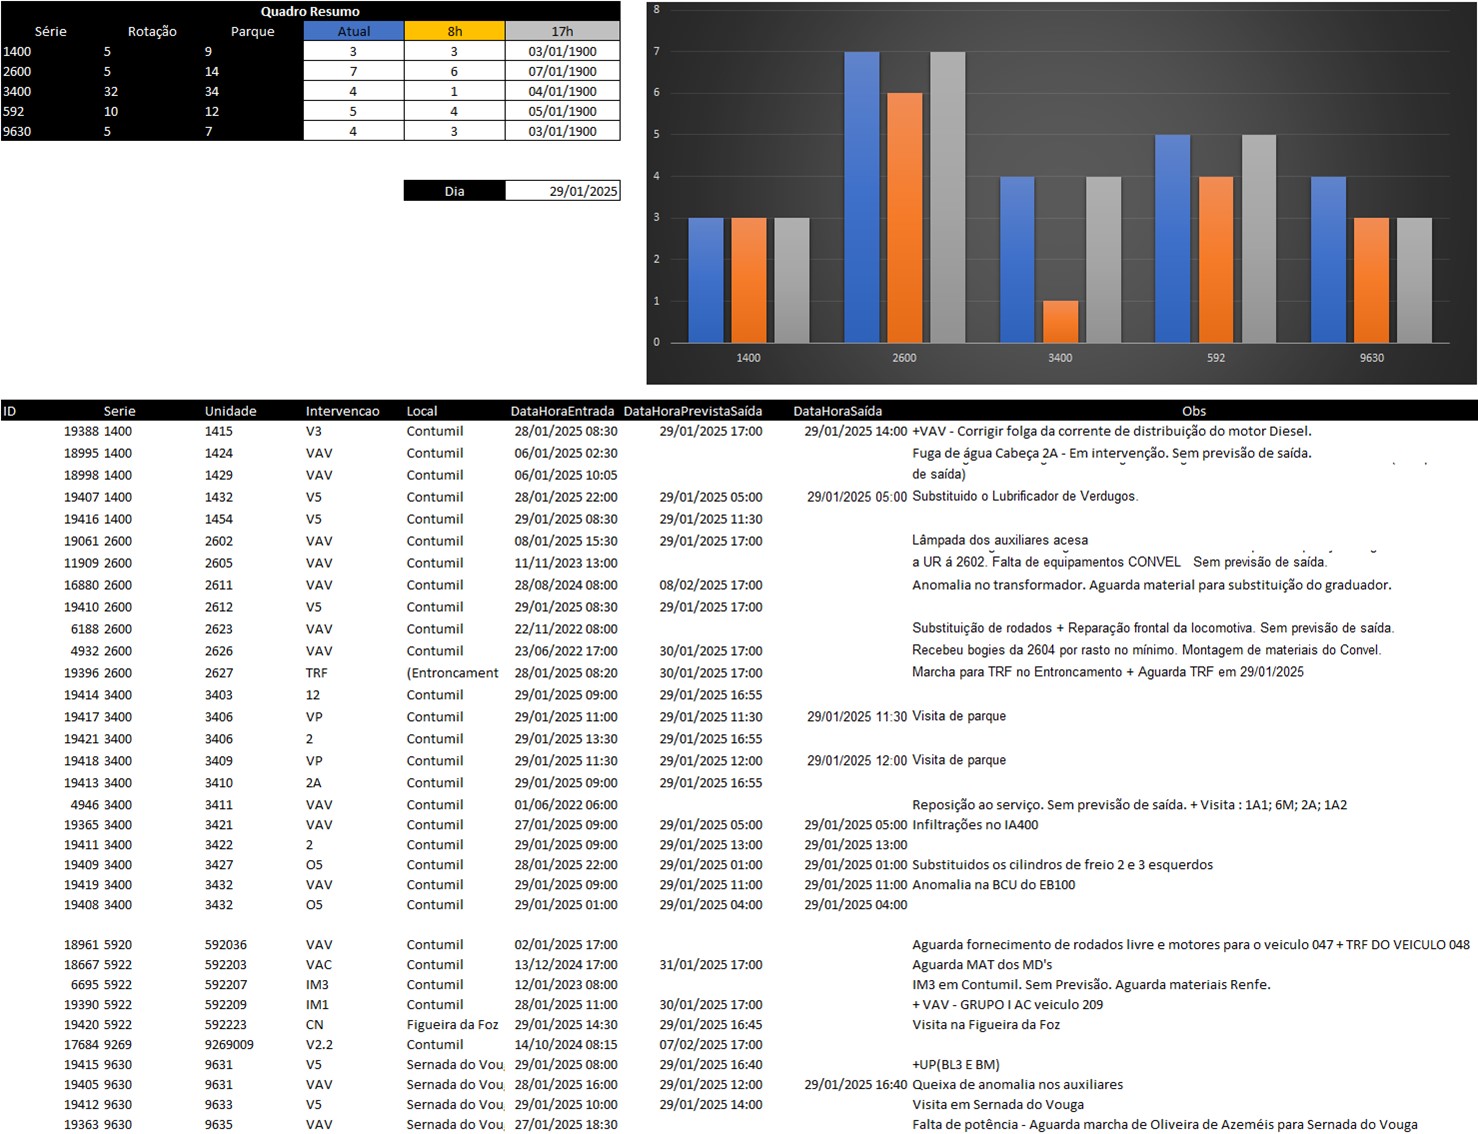 Quadro Resumo
Série Rotação Parque Atual 8h 17h
1400 5 9 3 3 03/01/1900
2600 5 14 7 6 07/01/1900
3400 32 34 4 1 04/01/1900
592 10 12 5 4 05/01/1900
9630 5 7 4 3 03/01/1900
Dia 29/01/2025
8
7
6
5
4
3
2
1
0
1400 2600 3400 592 9630
ID Serie Unidade Intervencao Local DataHoraEntrada DataHoraPrevistaSaída DataHoraSaída Obs
19388 1400 1415 V3 Contumil 28/01/2025 08:30 29/01/2025 17:00 29/01/2025 14:00 +VAV - Corrigir folga da corrente de distribuição do motor Diesel.
18995 1400 1424 VAV Contumil 06/01/2025 02:30 Fuga de água Cabeça 2A - Em intervenção. Sem previsão de saída.
18998 1400 1429 VAV Contumil 06/01/2025 10:05 de saída)
19407 1400 1432 V5 Contumil 28/01/2025 22:00 29/01/2025 05:00 29/01/2025 05:00 Substituido o Lubrificador de Verdugos.
19416 1400 1454 V5 Contumil 29/01/2025 08:30 29/01/2025 11:30
19061 2600 2602 VAV Contumil 08/01/2025 15:30 29/01/2025 17:00 Lâmpada dos auxiliares acesa
11909 2600 2605 VAV Contumil 11/11/2023 13:00 a UR á 2602. Falta de equipamentos CONVEL Sem previsão de saída.
16880 2600 2611 VAV Contumil 28/08/2024 08:00 08/02/2025 17:00 Anomalia no transformador. Aguarda material para substituição do graduador.
19410 2600 2612 V5 Contumil 29/01/2025 08:30 29/01/2025 17:00
6188 2600 2623 VAV Contumil 22/11/2022 08:00 Substituição de rodados + Reparação frontal da locomotiva. Sem previsão de saída.
4932 2600 2626 VAV Contumil 23/06/2022 17:00 30/01/2025 17:00 Recebeu bogies da 2604 por rasto no mínimo. Montagem de materiais do Convel.
19396 2600 2627 TRF (Entroncament 28/01/2025 08:20 30/01/2025 17:00 Marcha para TRF no Entroncamento + Aguarda TRF em 29/01/2025
19414 3400 3403 12 Contumil 29/01/2025 09:00 29/01/2025 16:55
19417 3400 3406 VP Contumil 29/01/2025 11:00 29/01/2025 11:30 29/01/2025 11:30 Visita de parque
19421 3400 3406 2 Contumil 29/01/2025 13:30 29/01/2025 16:55
19418 3400 3409 VP Contumil 29/01/2025 11:30 29/01/2025 12:00 29/01/2025 12:00 Visita de parque
19413 3400 3410 2A Contumil 29/01/2025 09:00 29/01/2025 16:55
4946 3400 3411 VAV Contumil 01/06/2022 06:00 Reposição ao serviço. Sem previsão de saída. + Visita : 1A1; 6M; 2A; 1A2
19365 3400 3421 VAV Contumil 27/01/2025 09:00 29/01/2025 05:00 29/01/2025 05:00 Infiltrações no IA400
19411 3400 3422 2 Contumil 29/01/2025 09:00 29/01/2025 13:00 29/01/2025 13:00
19409 3400 3427 O5 Contumil 28/01/2025 22:00 29/01/2025 01:00 29/01/2025 01:00 Substituidos os cilindros de freio 2 e 3 esquerdos
19419 3400 3432 VAV Contumil 29/01/2025 09:00 29/01/2025 11:00 29/01/2025 11:00 Anomalia na BCU do EB100
19408 3400 3432 O5 Contumil 29/01/2025 01:00 29/01/2025 04:00 29/01/2025 04:00
18961 5920 592036 VAV Contumil 02/01/2025 17:00 Aguarda fornecimento de rodados livre e motores para o veiculo 047 + TRF DO VEICULO 048
18667 5922 592203 VAC Contumil 13/12/2024 17:00 31/01/2025 17:00 Aguarda MAT dos MD's
6695 5922 592207 IM3 Contumil 12/01/2023 08:00 IM3 em Contumil. Sem Previsão. Aguarda materiais Renfe.
19390 5922 592209 IM1 Contumil 28/01/2025 11:00 30/01/2025 17:00 + VAV - GRUPO I AC veiculo 209
19420 5922 592223 CN Figueira da Foz 29/01/2025 14:30 29/01/2025 16:45 Visita na Figueira da Foz
17684 9269 9269009 V2.2 Contumil 14/10/2024 08:15 07/02/2025 17:00
19415 9630 9631 V5 Sernada do Vou 29/01/2025 08:00 29/01/2025 16:40 +UP(BL3 E BM)
19405 9630 9631 VAV Sernada do Vou 28/01/2025 16:00 29/01/2025 12:00 29/01/2025 16:40 Queixa de anomalia nos auxiliares
19412 9630 9633 V5 Sernada do Vou 29/01/2025 10:00 29/01/2025 14:00 Visita em Sernada do Vouga
19363 9630 9635 VAV Sernada do Vou 27/01/2025 18:30 Falta de potência - Aguarda marcha de Oliveira de Azeméis para Sernada do Vouga